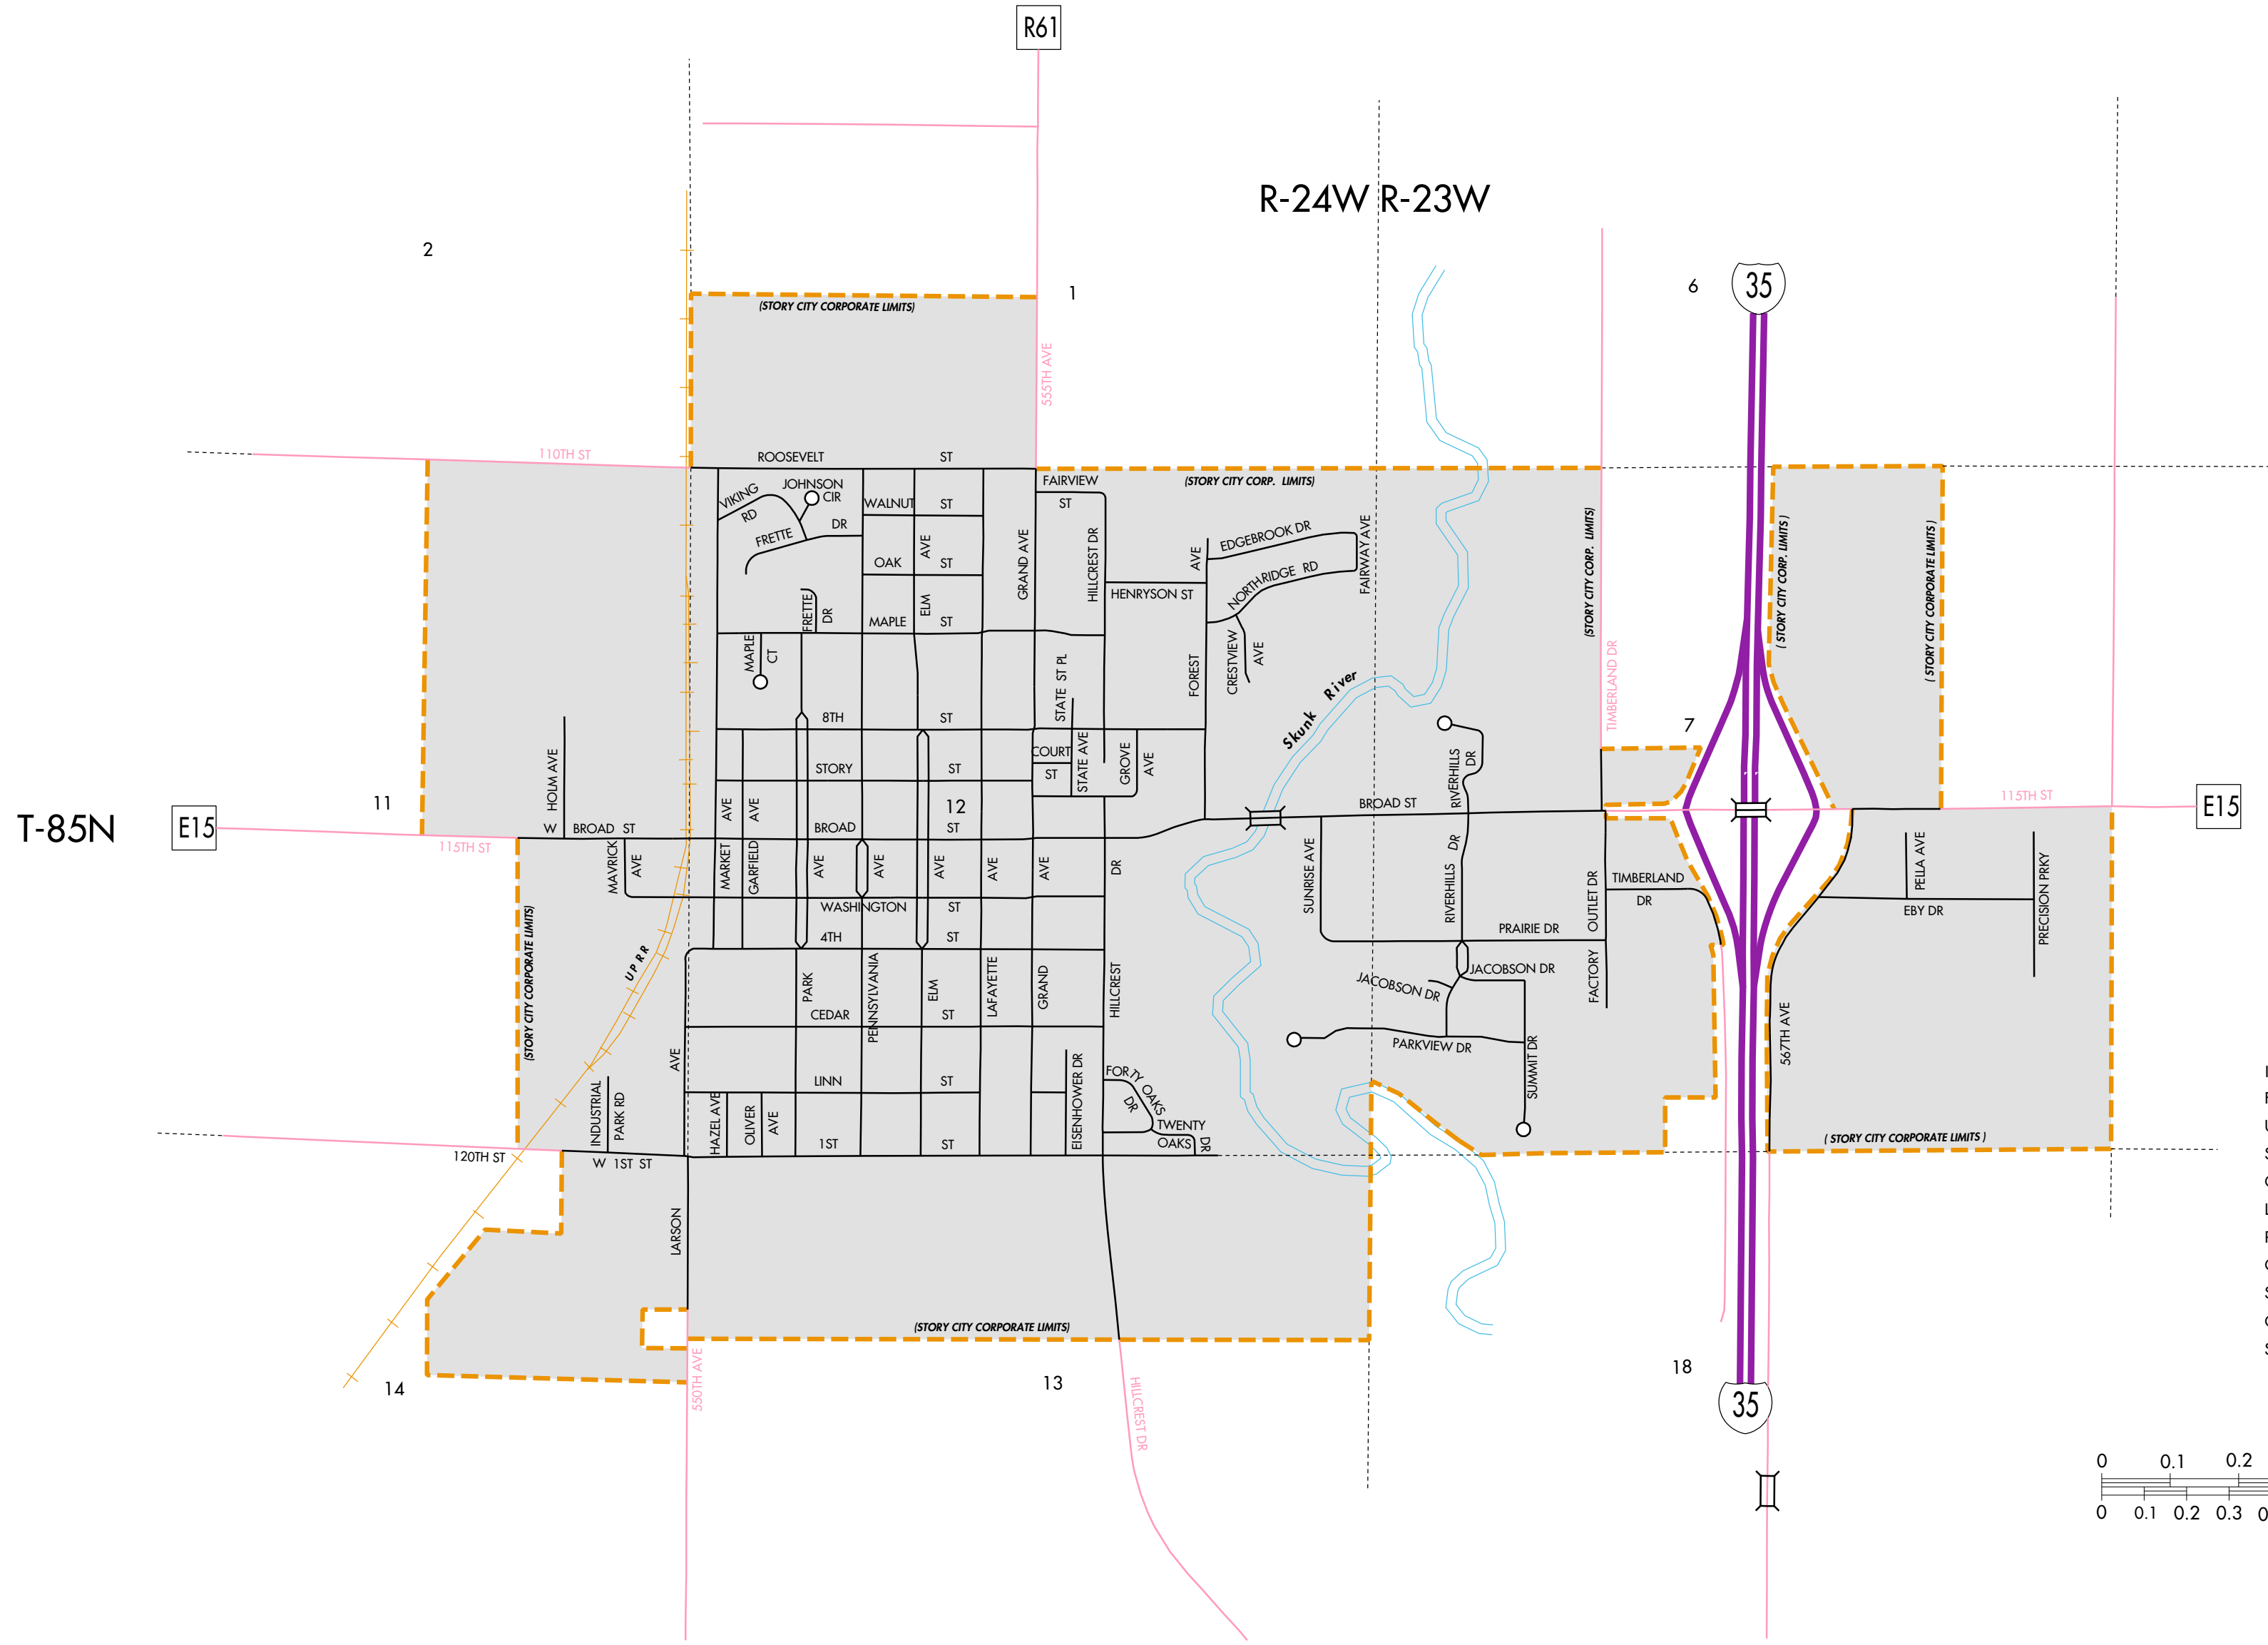 R61
R-24W R-23W
2
1
6
35
(STORY CITY CORPORATE LIMITS)
555TH AVE
110TH ST
ROOSEVELT ST
FAIRVIEW
ST
(STORY CITY CORP. LIMITS)
JOHNSON
CIR
VIKING
RD
WALNUT ST
FRETTE DR
OAK ST
ELM AVE
GRAND AVE
HILLCREST DR
EDGEBROOK DR
FAIRWAY AVE
NORTHRIDGE RD
HENRYSON ST
FOREST AVE
(STORY CITY CORP. LIMITS)
(STORY CITY CORP. LIMITS)
(STORY CITY CORPORATE LIMITS)
FRETTE
DR
MAPLE ST
MAPLE
CT
STATE ST PL
CRESTVIEW
AVE
Skunk River
TIMBERLAND DR
7
8TH ST
COURT
ST
STATE AVE
GROVE
AVE
RIVERHILLS
DR
HOLM AVE
STORY ST
11
12
AVE
AVE
T-85N
E15
W BROAD ST
BROAD ST
BROAD ST
115TH ST
E15
115TH ST
MAVRICK
AVE
MARKET
GARFIELD
AVE
AVE
AVE
AVE
AVE
DR
SUNRISE AVE
RIVERHILLS DR
FACTORY OUTLET DR
TIMBERLAND
DR
PELLA AVE
EBY DR
PRECISION PRKY
WASHINGTON ST
4TH ST
PRAIRIE DR
(STORY CITY CORPORATE LIMITS)
UPRR
PARK
PENNSYLVANIA
ELM
LAFAYETTE
GRAND
HILLCREST
JACOBSON DR
JACOBSON DR
CEDAR ST
PARKVIEW DR
SUMMIT DR
567TH AVE
AVE
LINN ST
EISENHOWER DR
FORTY OAKS
DR
INDUSTRIAL
PARK RD
HAZEL AVE
OLIVER
AVE
TWENTY
OAKS DR
1ST ST
120TH ST
W 1ST ST
(STORY CITY CORPORATE LIMITS)
LARSON
(STORY CITY CORPORATE LIMITS)
550TH AVE
HILLCREST DR
14
13
18
35
0 0.1 0.2
0 0.1 0.2 0.3